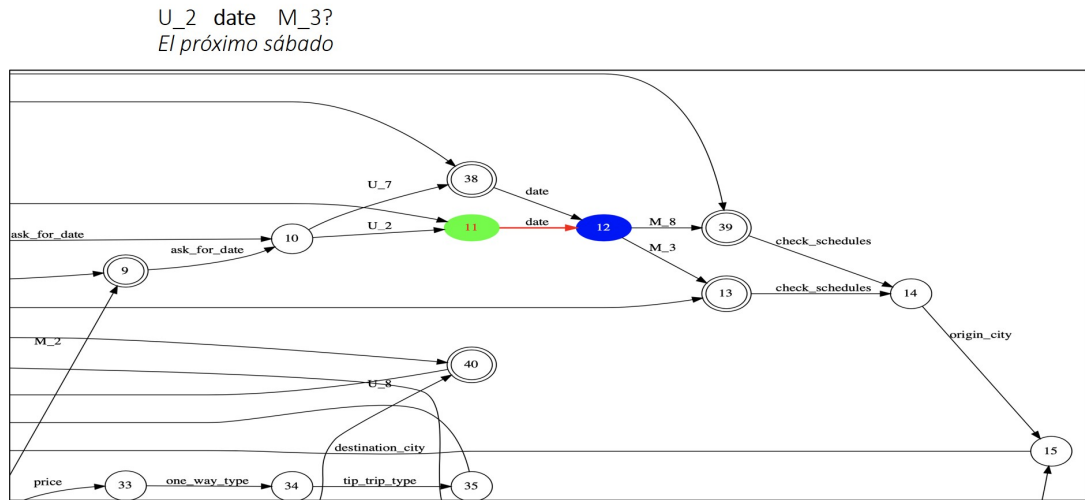 U_2 date M_3?
El próximo sábado
38
date
U_7
11
date
12
M_8
39
ask_for_date
10
U_2
M_3
check_schedules
ask_for_date
9
13
check_schedules
14
M_2
origin_city
40
U_8
destination_city
15
price
33
one_way_type
34
tip_trip_type
35